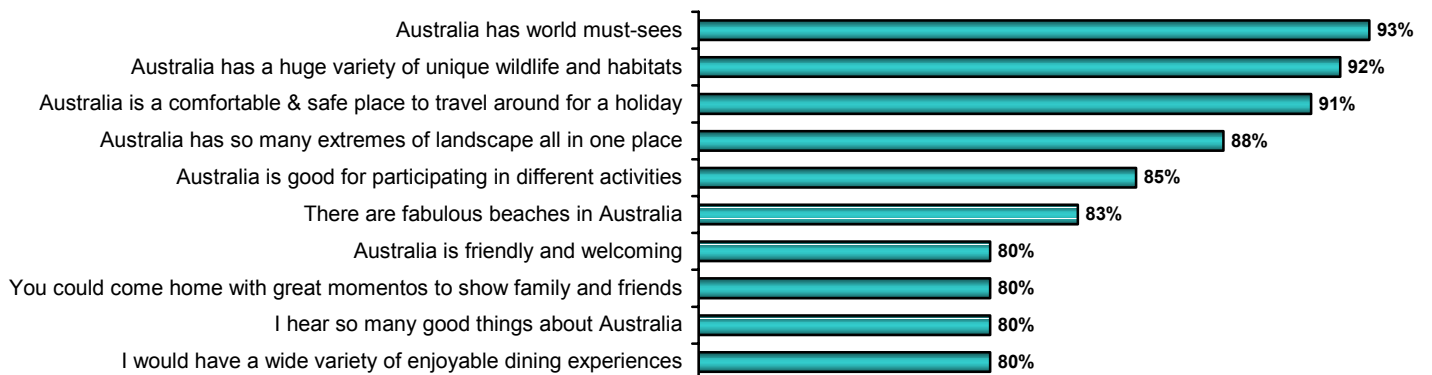 Australia has world must-sees 93%
Australia has a huge variety of unique wildlife and habitats 92%
Australia is a comfortable & safe place to travel around for a holiday 91%
Australia has so many extremes of landscape all in one place 88%
Australia is good for participating in different activities 85%
There are fabulous beaches in Australia 83%
Australia is friendly and welcoming 80%
You could come home with great momentos to show family and friends 80%
I hear so many good things about Australia 80%
I would have a wide variety of enjoyable dining experiences 80%